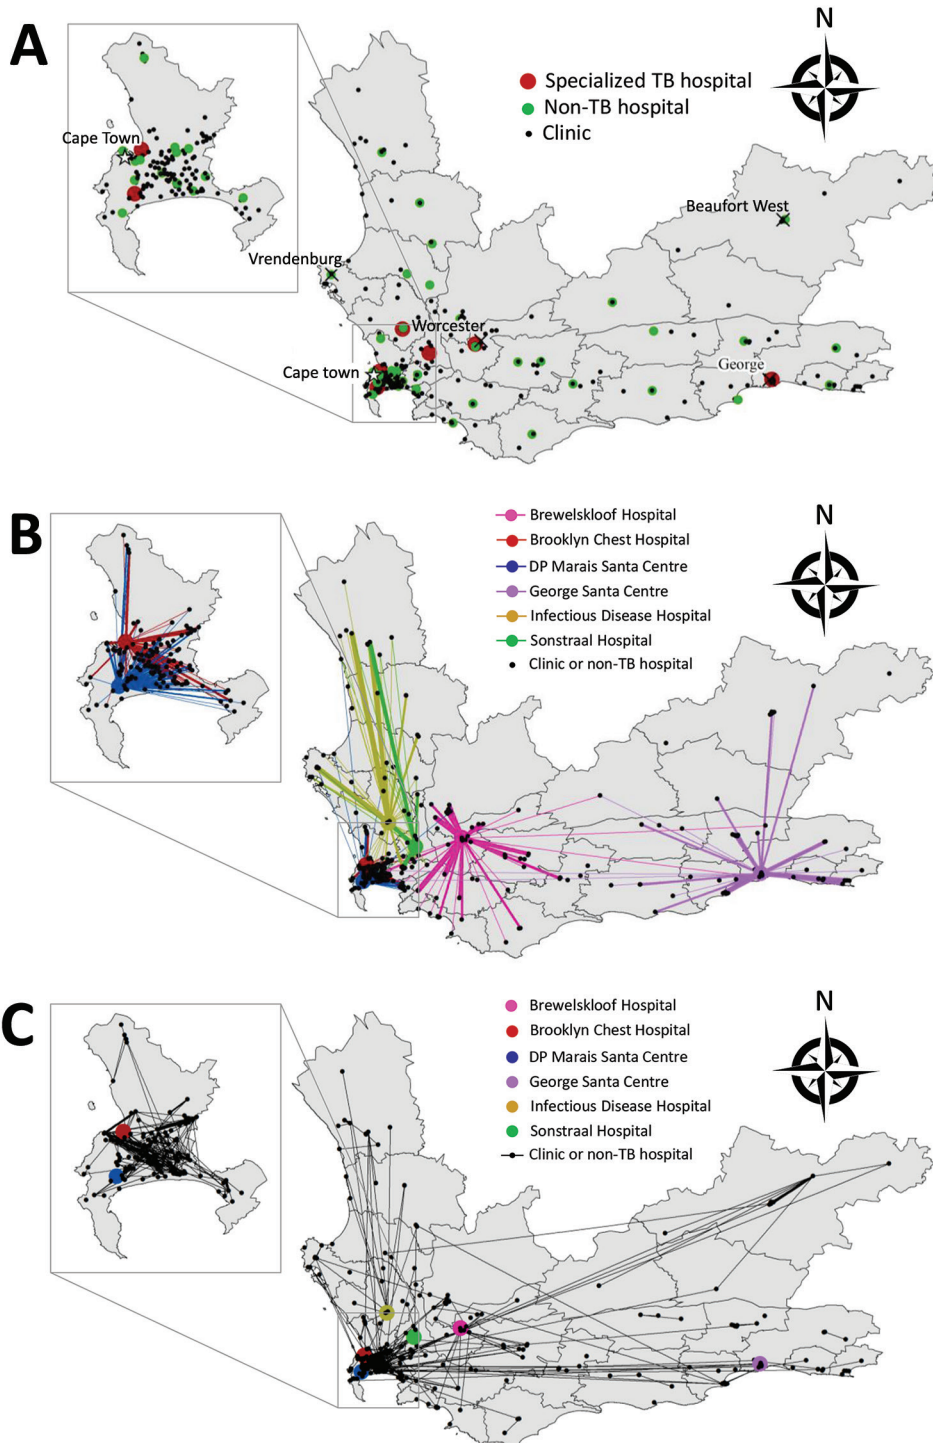 A
N
Specialized TB hospital
Non-TB hospital
Clinic
Cape Town
Beaufort West
Vrendenburg
Worcester
George
Cape town
B
N
Brewelskloof Hospital
Brooklyn Chest Hospital
DP Marais Santa Centre
George Santa Centre
Infectious Disease Hospital
Sonstraal Hospital
Clinic or non-TB hospital
C
N
Brewelskloof Hospital
Brooklyn Chest Hospital
DP Marais Santa Centre
George Santa Centre
Infectious Disease Hospital
Sonstraal Hospital
Clinic or non-TB hospital